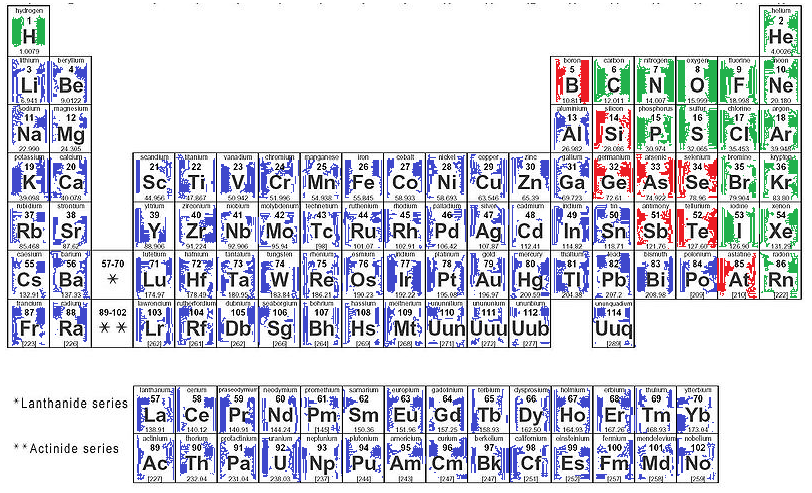 hydrogen helium
1 2
H He
1.0079 4.0026
lithium beryllium boron carbon nitrogen oxygen fluorine neon
3 4 5 6 7 8 9 10
Li Be B C N O F Ne
6.941 9.0122 10.811 12.011 14.007 15.999 18.998 20.180
sodium magnesium aluminium silicon phosphorus sulfur chlorine argon
11 12 13 14 15 16 17 18
Na Mg Al Si P S Cl Ar
22.990 24.305 26.982 28.086 30.974 32.065 35.453 39.948
potassium calcium scandium titanium vanadium chromium manganese iron cobalt nickel copper zinc gallium germanium arsenic selenium bromine krypton
19 20 21 22 23 24 25 26 27 28 29 30 31 32 33 34 35 36
K Ca Sc Ti V Cr Mn Fe Co Ni Cu Zn Ga Ge As Se Br Kr
39.098 40.078 44.956 47.867 50.942 51.996 54.938 55.845 58.933 58.693 63.546 65.39 69.723 72.61 74.922 78.96 79.904 83.80
rubidium strontium yttrium zirconium niobium molybdenum technetium ruthenium rhodium palladium silver cadmium indium tin antimony tellurium iodine xenon
37 38 39 40 41 42 43 44 45 46 47 48 49 50 51 52 53 54
Rb Sr Y Zr Nb Mo Tc Ru Rh Pd Ag Cd In Sn Sb Te I Xe
85.468 87.62 88.906 91.224 92.906 95.94 [98] 101.07 102.91 106.42 107.87 112.41 114.82 118.71 121.76 127.60 126.90 131.29
caesium barium lutetium hafnium tantalum tungsten rhenium osmium iridium platinum gold mercury thallium lead bismuth polonium astatine radon
55 56 57-70 71 72 73 74 75 76 77 78 79 80 81 82 83 84 85 86
Cs Ba * Lu Hf Ta W Re Os Ir Pt Au Hg Tl Pb Bi Po At Rn
132.91 137.33 174.97 178.49 180.95 183.84 186.21 190.23 192.22 195.08 196.97 200.59 204.38 207.2 208.98 [209] [210] [222]
francium radium lawrencium rutherfordium dubnium seaborgium bohrium hassium meitnerium ununnilium unununium ununbium ununquadium
87 88 89-102 103 104 105 106 107 108 109 110 111 112 114
Fr Ra * * Lr Rf Db Sg Bh Hs Mt Uun Uuu Uub Uuq
[223] [226] [262] [261] [262] [266] [264] [269] [268] [271] [272] [277] [289]
lanthanum cerium praseodymium neodymium promethium samarium europium gadolinium terbium dysprosium holmium erbium thulium ytterbium
57 58 59 60 61 62 63 64 65 66 67 68 69 70
*Lanthanide series La Ce Pr Nd Pm Sm Eu Gd Tb Dy Ho Er Tm Yb
138.91 140.12 140.91 144.24 [145] 150.36 151.96 157.25 158.93 162.50 164.93 167.26 168.93 173.04
actinium thorium protactinium uranium neptunium plutonium americium curium berkelium californium einsteinium fermium mendelevium nobelium
89 90 91 92 93 94 95 96 97 98 99 100 101 102
**Actinide series Ac Th Pa U Np Pu Am Cm Bk Cf Es Fm Md No
[227] 232.04 231.04 238.03 [237] [244] [243] [247] [247] [251] [252] [257] [258] [259]